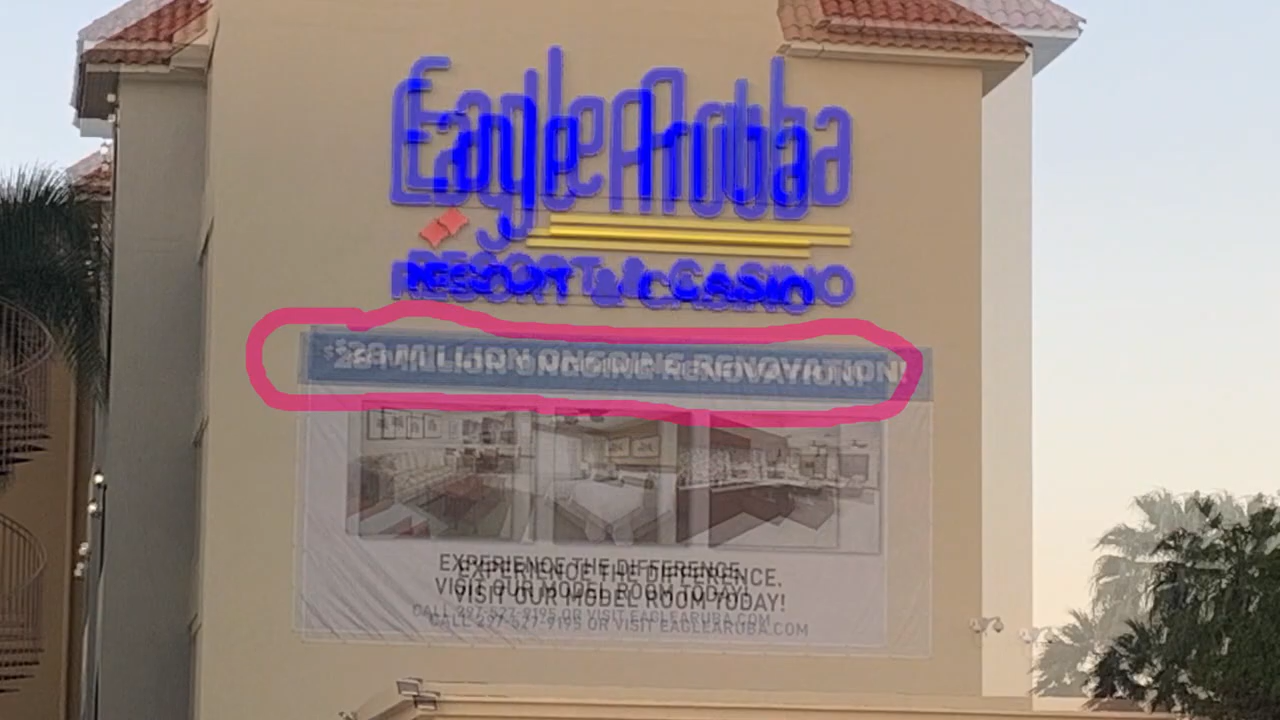 Eagle Aruba
RESORT & CASINO
$28 MILLION ONGOING RENOVATION!
EXPERIENCE THE DIFFERENCE.
VISIT OUR MODEL ROOM TODAY!
CALL 297-527-9195 OR VISIT EAGLEARUBA.COM